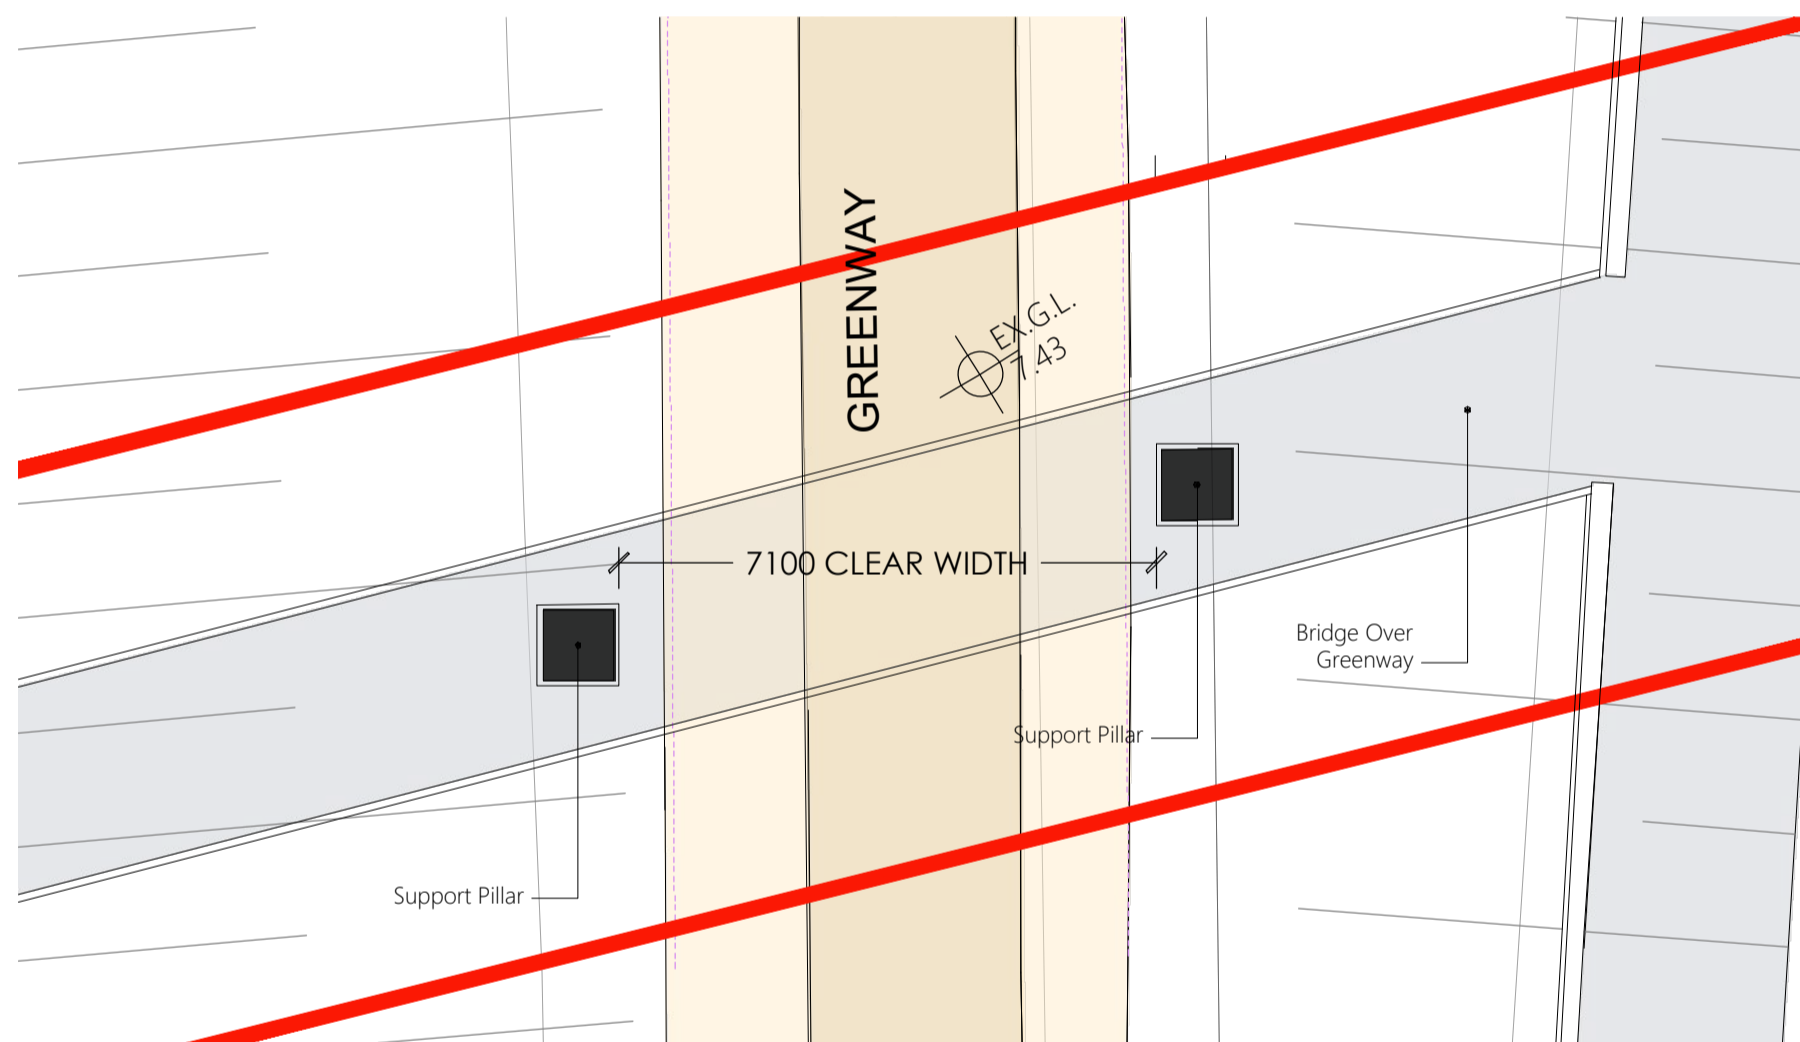 GREENWAY
EX.G.L.
7.43
7100 CLEAR WIDTH
Bridge Over
Greenway
Support Pillar
Support Pillar